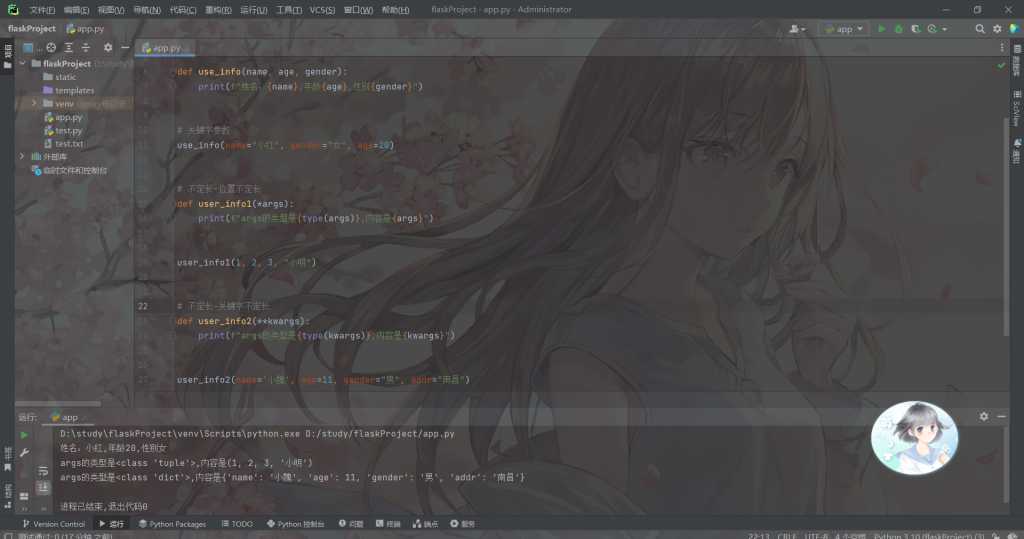 文件(F) 编辑(E) 视图(V) 导航(N) 代码(C) 重构(R) 运行(U) 工具(T) VCS(S) 窗口(W) 帮助(H) flaskProject - app.py - Administrator
flaskProject app.py
app
app.py
flaskProject D:\study\f
static
templates
venv library根目录
app.py
test.py
test.txt
外部库
临时文件和控制台
def use_info(name, age, gender):
print(f"姓名：{name},年龄{age},性别{gender}")
# 关键字参数
11 use_info(name="小红", gender="女", age=20)
# 不定长-位置不定长
def user_info1(*args):
print(f"args的类型是{type(args)},内容是{args}")
user_info1(1, 2, 3, "小明")
22 # 不定长-关键字不定长
def user_info2(**kwargs):
print(f"args的类型是{type(kwargs)},内容是{kwargs}")
27 user_info2(name='小魏', age=11, gender="男", addr="南昌")
数据库
SciView
通知
运行: app
D:\study\flaskProject\venv\Scripts\python.exe D:/study/flaskProject/app.py
姓名：小红,年龄20,性别女
args的类型是<class 'tuple'>,内容是(1, 2, 3, '小明')
args的类型是<class 'dict'>,内容是{'name': '小魏', 'age': 11, 'gender': '男', 'addr': '南昌'}
进程已结束,退出代码0
Version Control 运行 Python Packages TODO Python 控制台 问题 终端 端点 服务
测试通过: 0 (17 分钟 之前) 22:13 CRLF UTF-8 4 个空格 Python 3.10 (flaskProject) (3)